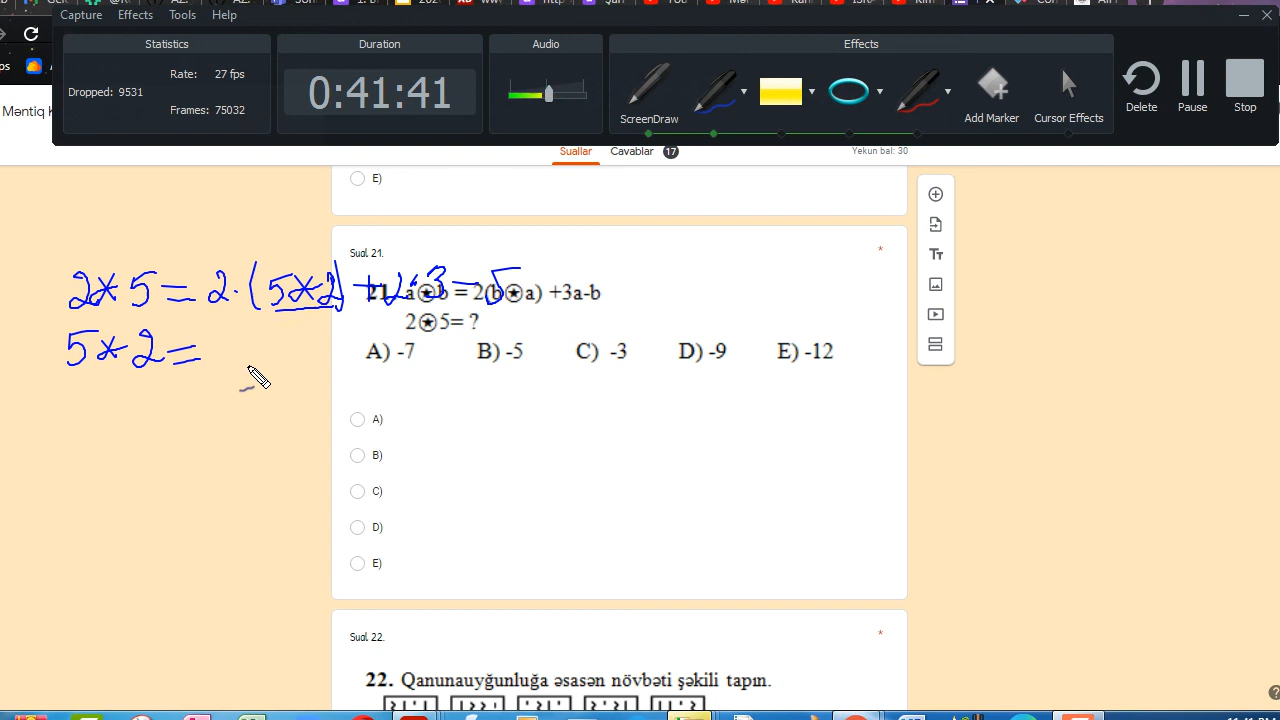 Capture Effects Tools Help
Statistics
Dropped: 9531
Rate: 27 fps
Frames: 75032
Duration
0:41:41
Audio
Effects
ScreenDraw
Add Marker
Cursor Effects
Delete
Pause
Stop
Məntiq K
Suallar Cavablar 17
Yekun bal: 30
E)
Sual 21.
*
2*5=2·(5*2)+2·3-5
21. a⍟b = 2(b⍟a) +3a-b
2⍟5= ?
5*2=
A) -7 B) -5 C) -3 D) -9 E) -12
A)
B)
C)
D)
E)
Sual 22.
*
22. Qanunauyğunluğa əsasən növbəti şəkili tapın.